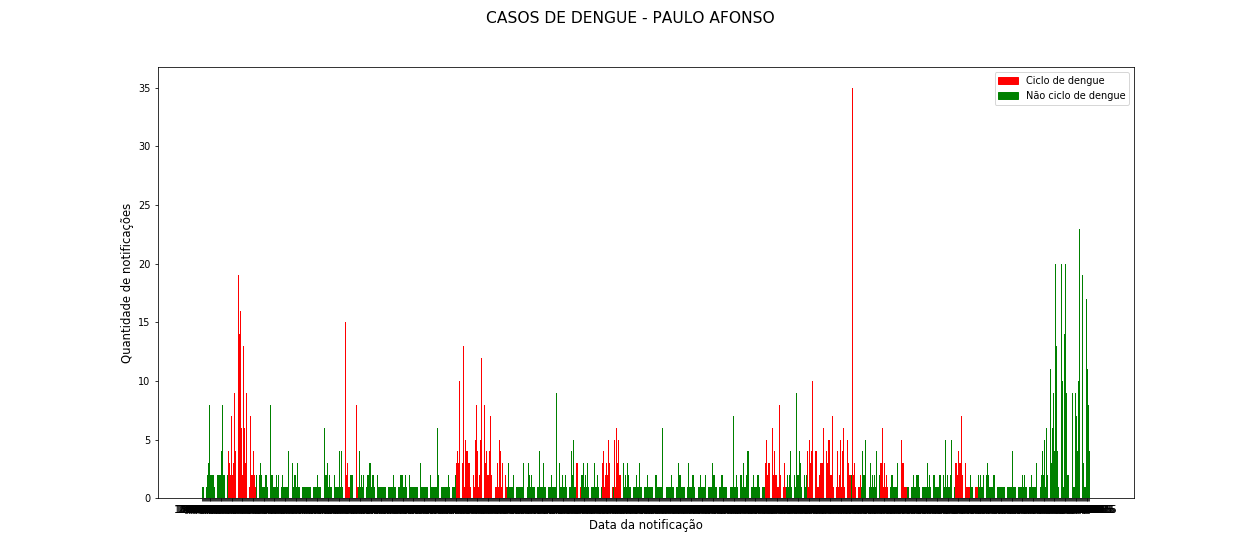 CASOS DE DENGUE - PAULO AFONSO
Ciclo de dengue
Não ciclo de dengue
Quantidade de notificações
35
30
25
20
15
10
5
0
Data da notificação